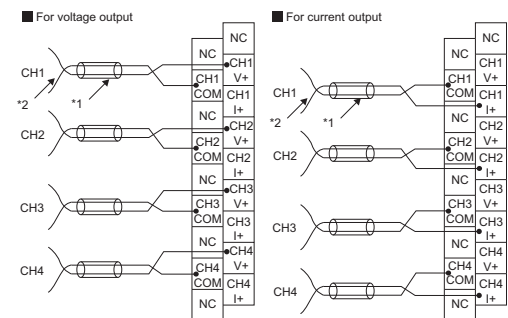 ■ For voltage output
NC
NC
CH1
V+
CH1
COM
CH1
I+
NC
CH2
V+
CH2
COM
CH2
I+
NC
CH3
V+
CH3
COM
CH3
I+
NC
CH4
V+
CH4
COM
CH4
I+
NC
CH1
*2
*1
CH2
CH3
CH4
■ For current output
NC
NC
CH1
V+
CH1
COM
CH1
I+
NC
CH2
V+
CH2
COM
CH2
I+
NC
CH3
V+
CH3
COM
CH3
I+
NC
CH4
V+
CH4
COM
CH4
I+
NC
CH1
*2
*1
CH2
CH3
CH4